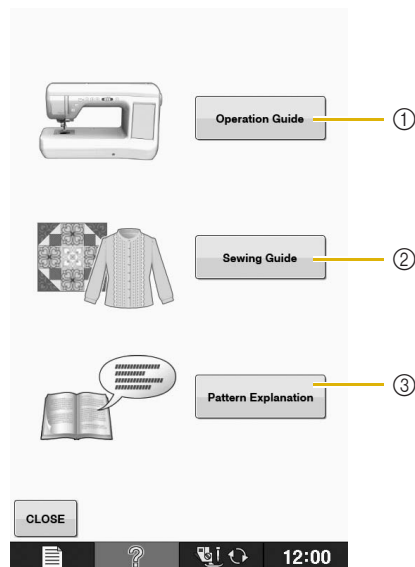 Operation Guide
①
Sewing Guide
②
Pattern Explanation
③
CLOSE
12:00